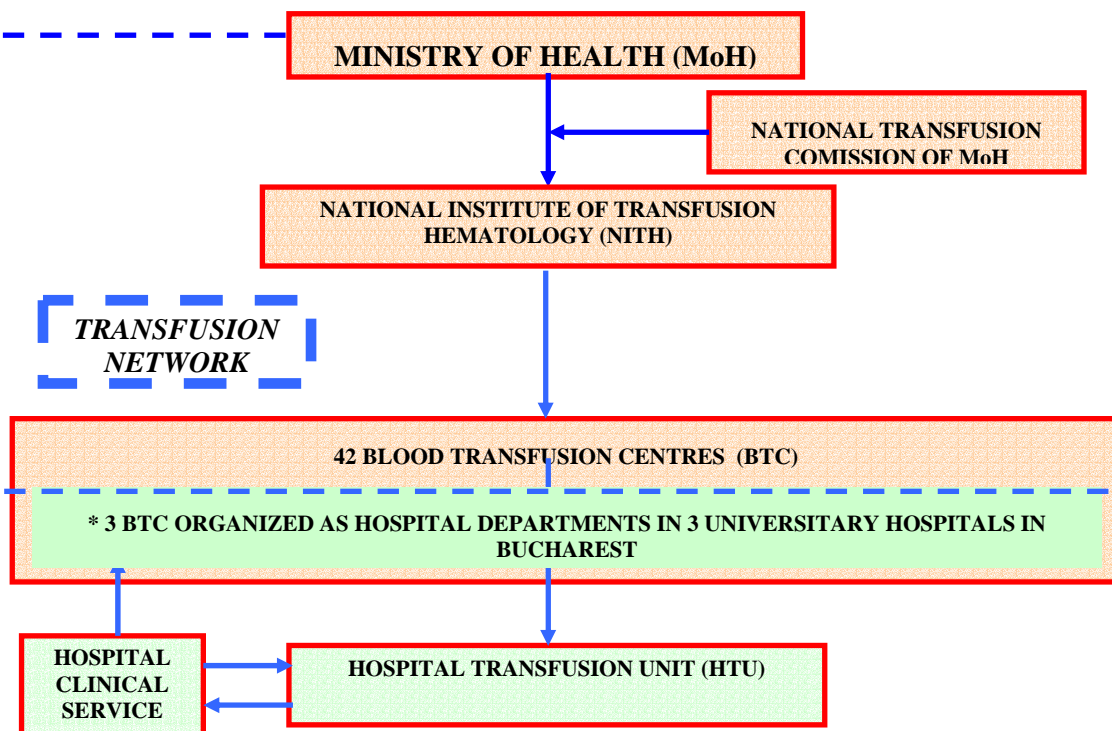 MINISTRY OF HEALTH (MoH)
NATIONAL TRANSFUSION
COMISSION OF MoH
NATIONAL INSTITUTE OF TRANSFUSION
HEMATOLOGY (NITH)
TRANSFUSION
NETWORK
42 BLOOD TRANSFUSION CENTRES (BTC)
* 3 BTC ORGANIZED AS HOSPITAL DEPARTMENTS IN 3 UNIVERSITARY HOSPITALS IN
BUCHAREST
HOSPITAL
CLINICAL
SERVICE
HOSPITAL TRANSFUSION UNIT (HTU)